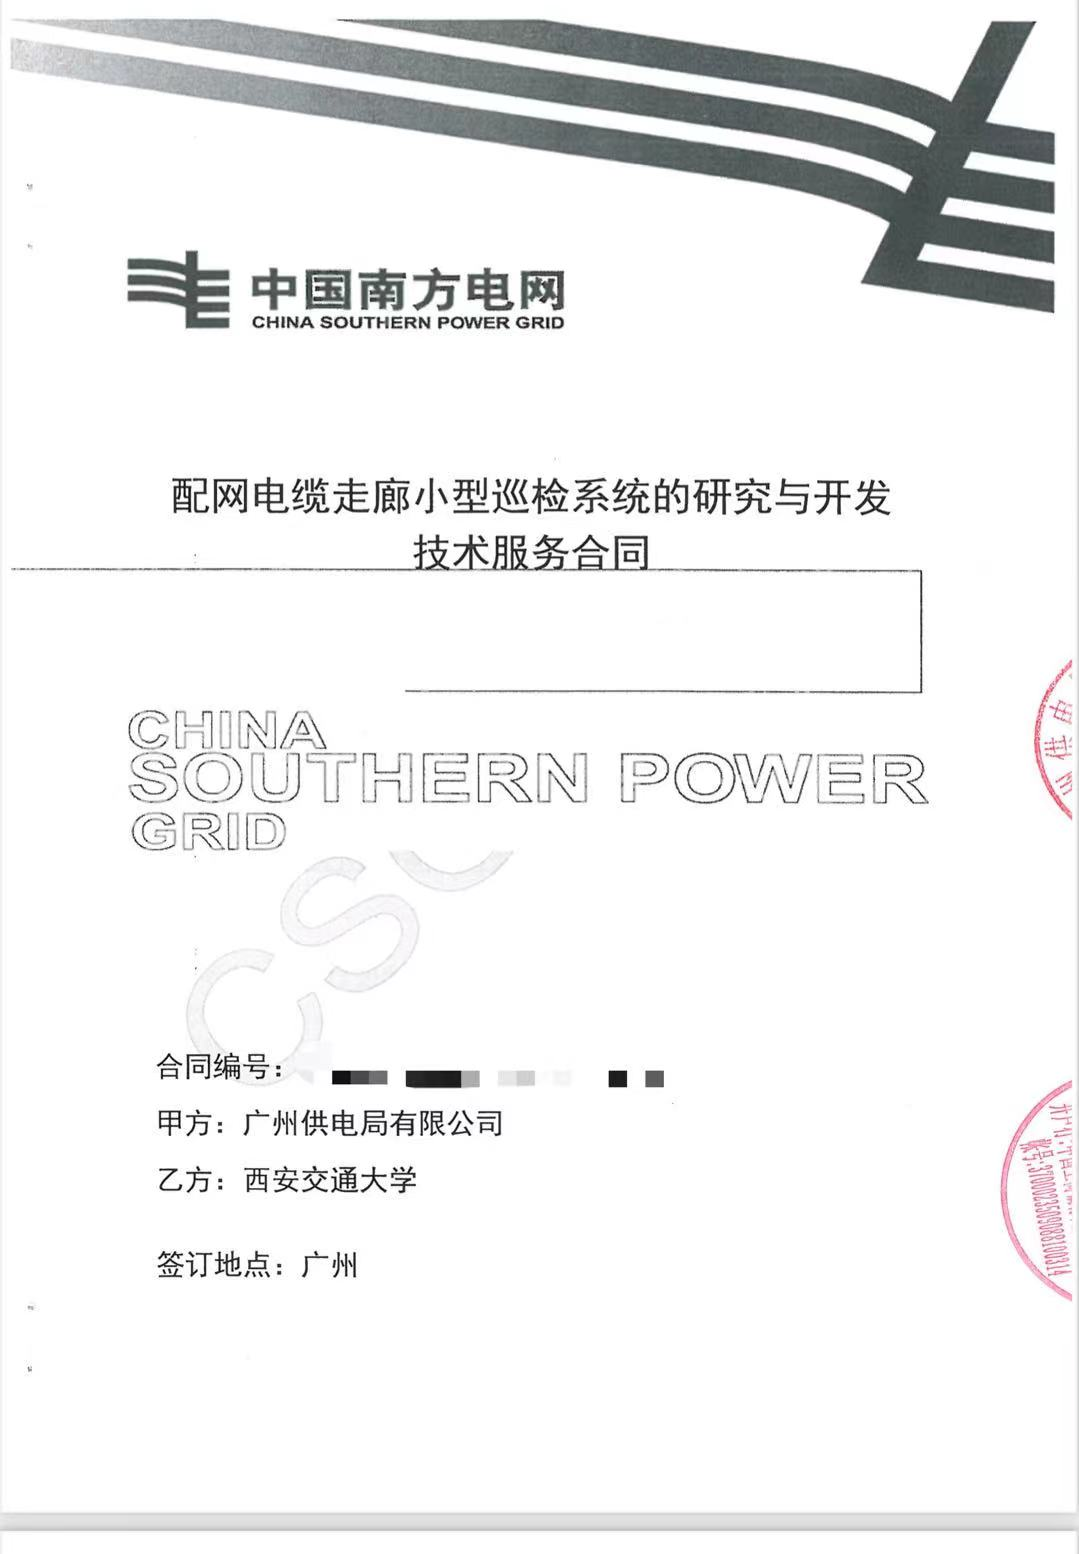 中国南方电网
CHINA SOUTHERN POWER GRID
配网电缆走廊小型巡检系统的研究与开发
技术服务合同
CHINA
SOUTHERN POWER
GRID
CSG
合同编号:
甲方：广州供电局有限公司
乙方：西安交通大学
签订地点：广州
供电